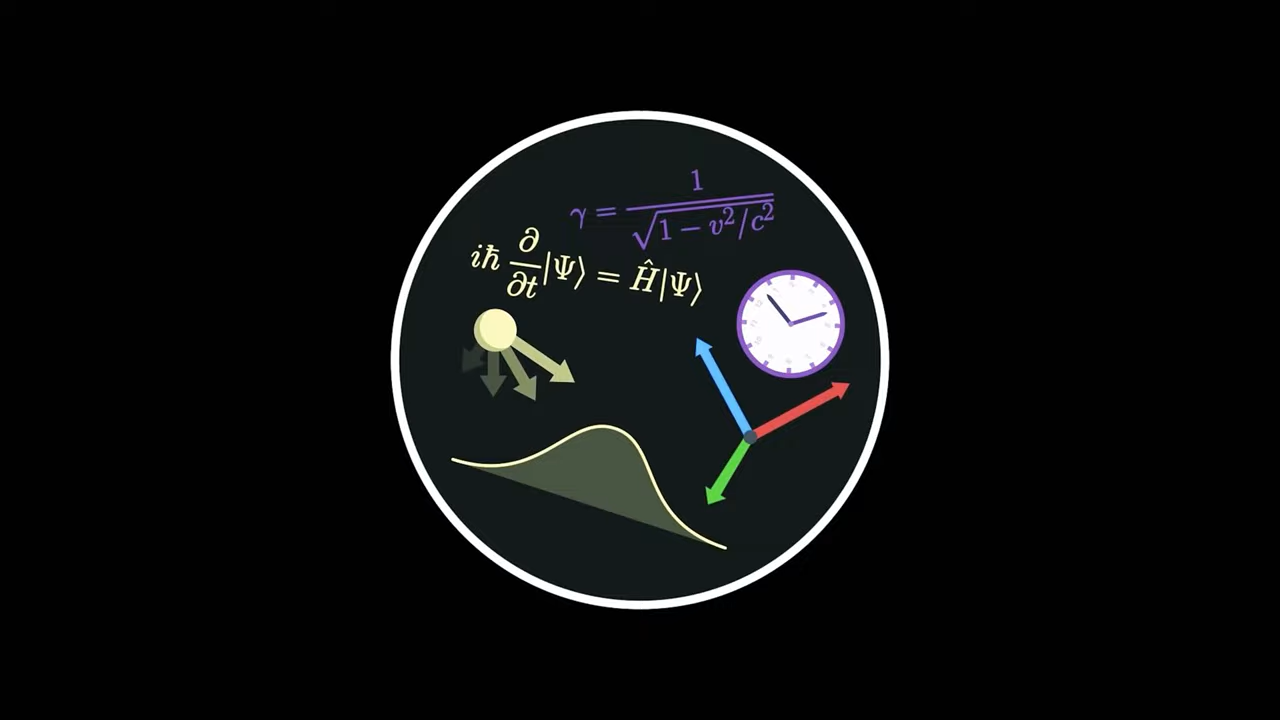 γ = 1 / √(1 − v²/c²)
iħ ∂/∂t |Ψ⟩ = Ĥ|Ψ⟩